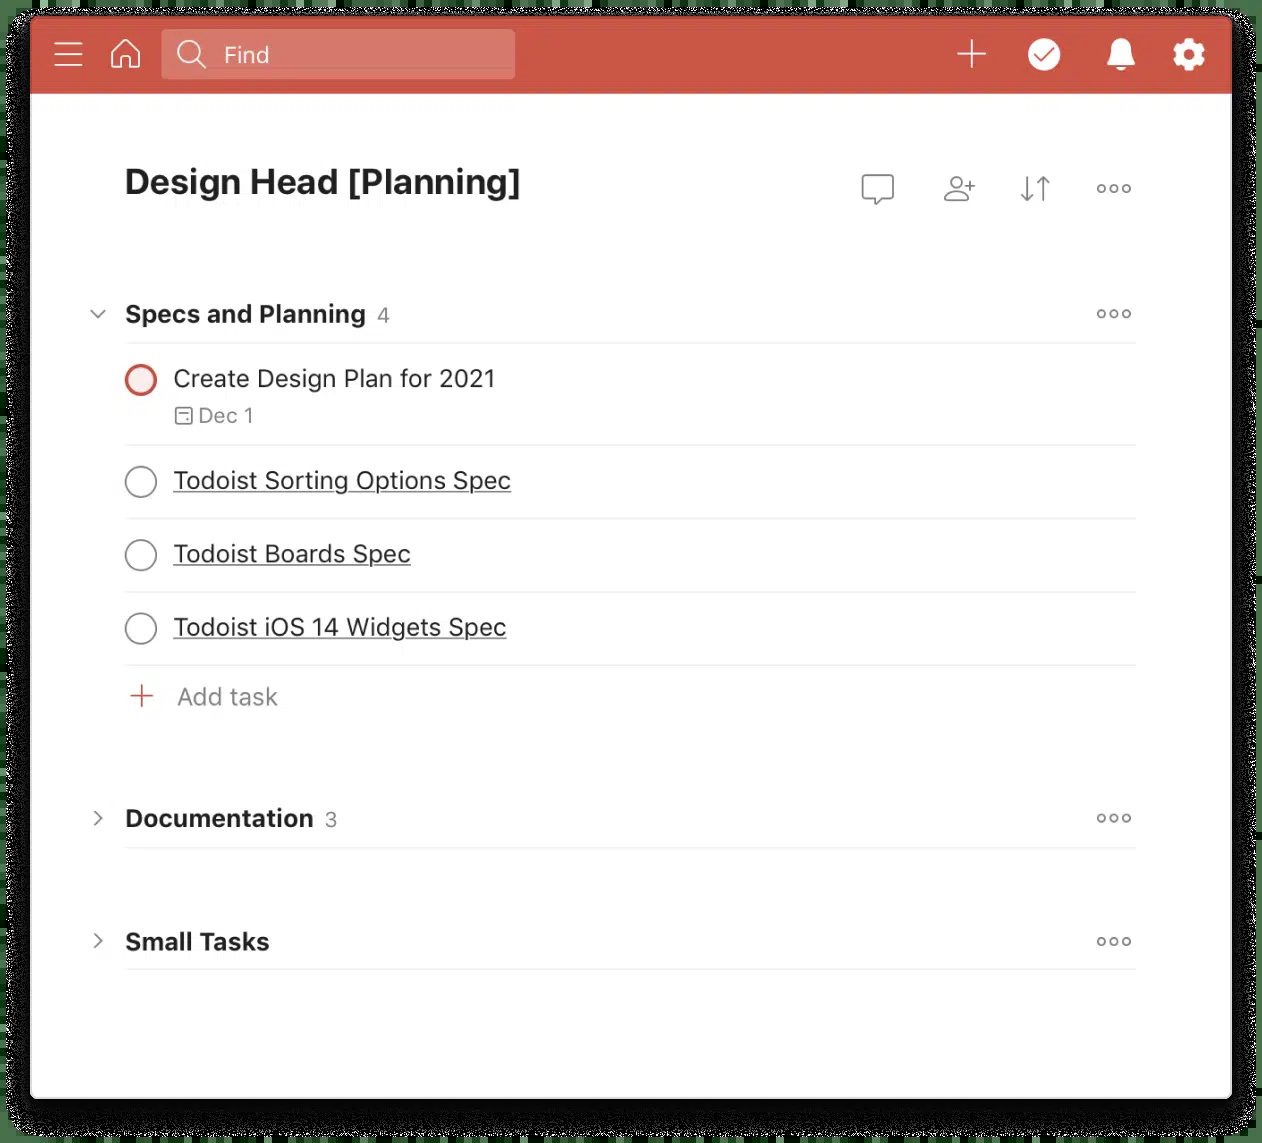 Find
Design Head [Planning]
Specs and Planning 4
Create Design Plan for 2021
Dec 1
Todoist Sorting Options Spec
Todoist Boards Spec
Todoist iOS 14 Widgets Spec
Add task
Documentation 3
Small Tasks